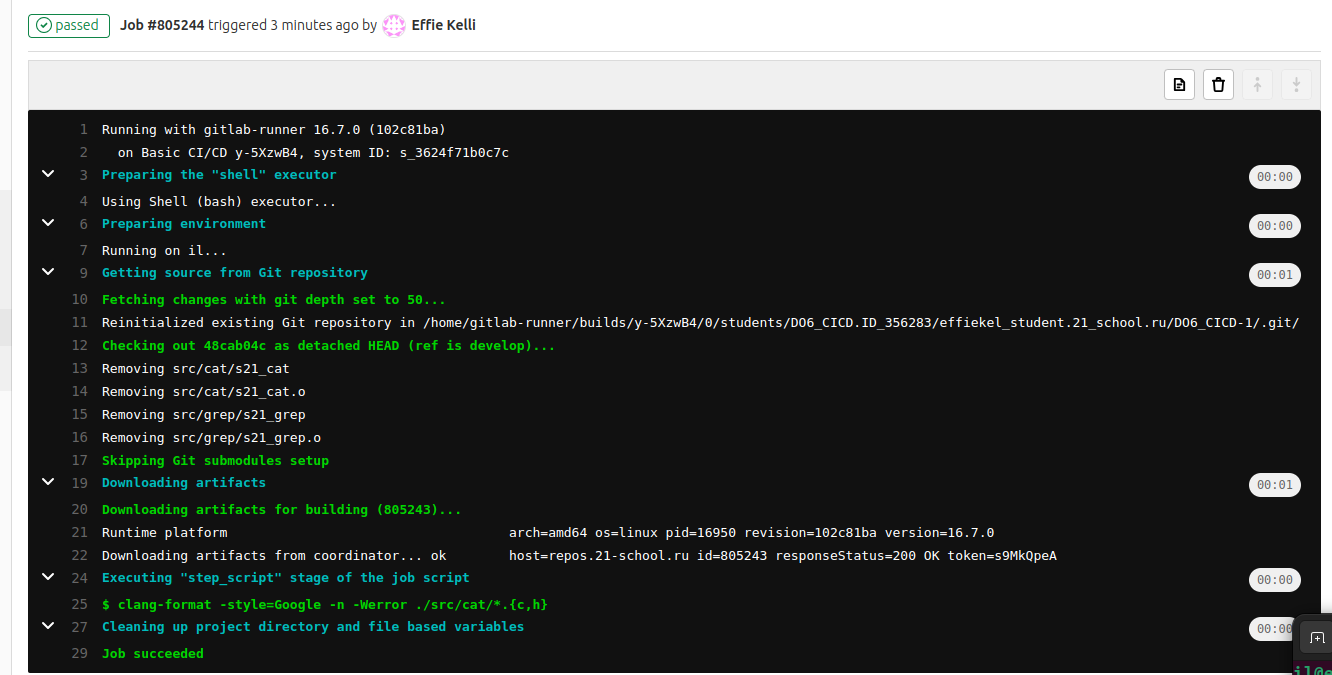 passed Job #805244 triggered 3 minutes ago by Effie Kelli
1 Running with gitlab-runner 16.7.0 (102c81ba)
2 on Basic CI/CD y-5XzwB4, system ID: s_3624f71b0c7c
3 Preparing the "shell" executor 00:00
4 Using Shell (bash) executor...
6 Preparing environment 00:00
7 Running on il...
9 Getting source from Git repository 00:01
10 Fetching changes with git depth set to 50...
11 Reinitialized existing Git repository in /home/gitlab-runner/builds/y-5XzwB4/0/students/DO6_CICD.ID_356283/effiekel_student.21_school.ru/DO6_CICD-1/.git/
12 Checking out 48cab04c as detached HEAD (ref is develop)...
13 Removing src/cat/s21_cat
14 Removing src/cat/s21_cat.o
15 Removing src/grep/s21_grep
16 Removing src/grep/s21_grep.o
17 Skipping Git submodules setup
19 Downloading artifacts 00:01
20 Downloading artifacts for building (805243)...
21 Runtime platform arch=amd64 os=linux pid=16950 revision=102c81ba version=16.7.0
22 Downloading artifacts from coordinator... ok host=repos.21-school.ru id=805243 responseStatus=200 OK token=s9MkQpeA
24 Executing "step_script" stage of the job script 00:00
25 $ clang-format -style=Google -n -Werror ./src/cat/*.{c,h}
27 Cleaning up project directory and file based variables 00:00
29 Job succeeded